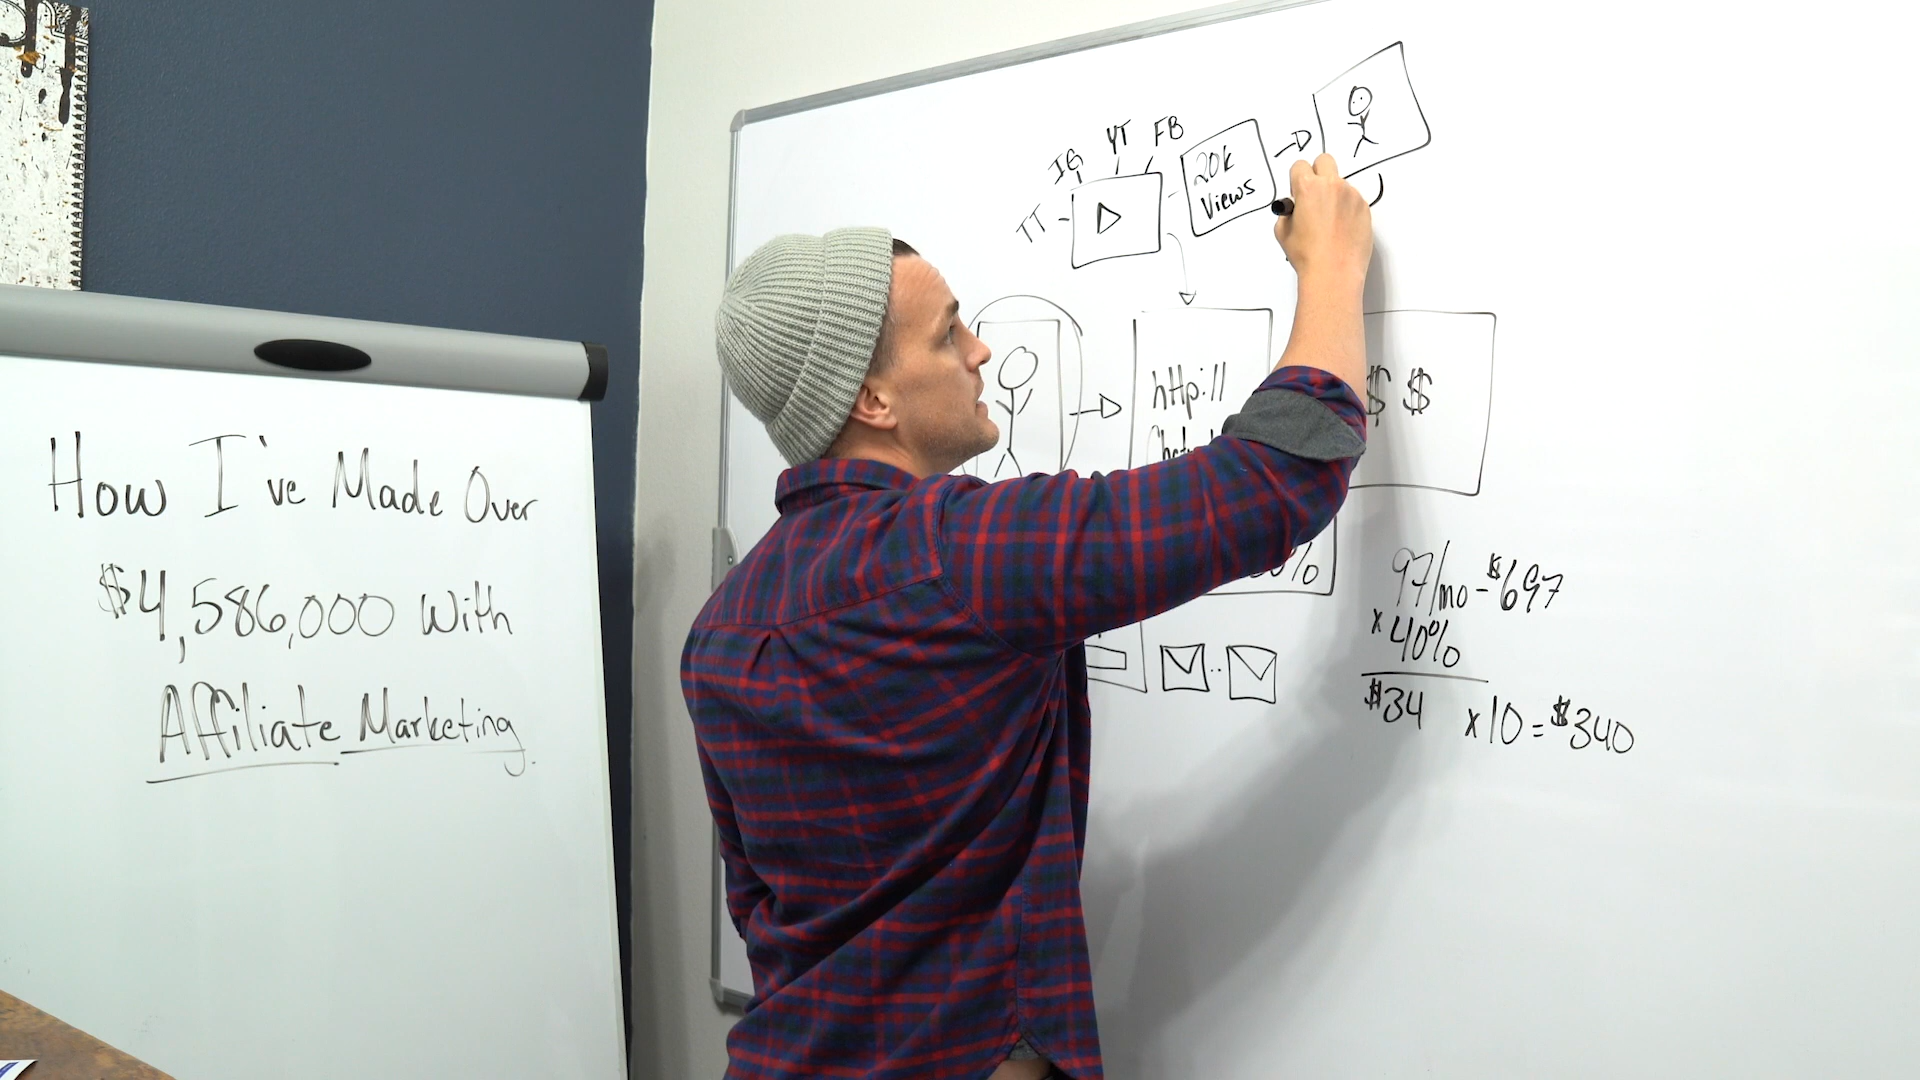 How I've Made Over
$4,586,000 With
Affiliate Marketing.
IG YT FB
TT
20k
Views
http://
$ $
97/mo - $697
x 40%
$34 x10 = $340